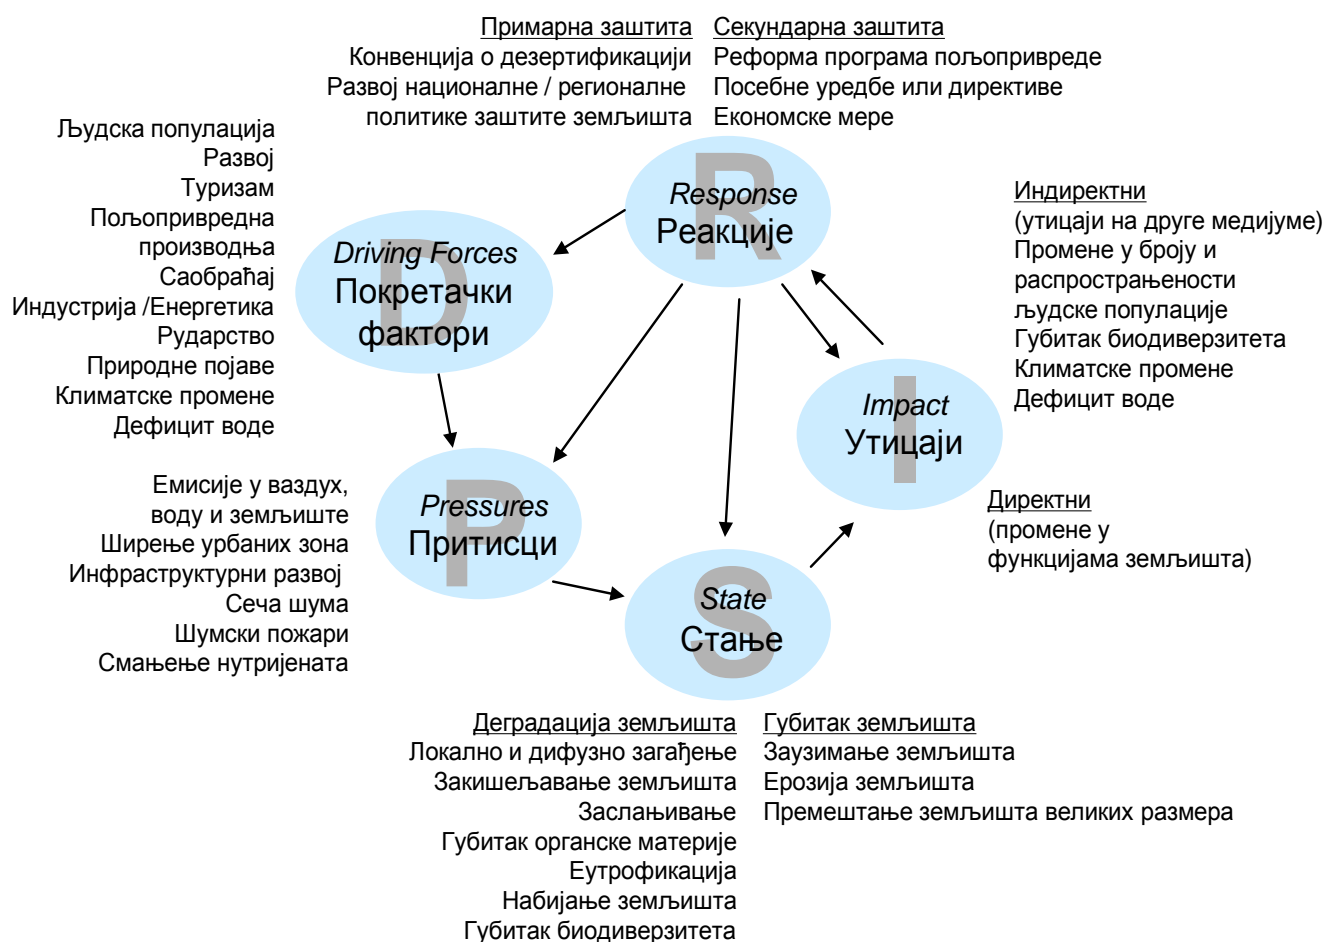 Примарна заштита
Конвенција о дезертификацији
Развој националне / регионалне
политике заштите земљишта
Секундарна заштита
Реформа програма пољопривреде
Посебне уредбе или директиве
Економске мере
R
Response
Реакције
Људска популација
Развој
Туризам
Пољопривредна
производња
Саобраћај
Индустрија /Енергетика
Рударство
Природне појаве
Климатске промене
Дефицит воде
D
Driving Forces
Покретачки
фактори
Индиректни
(утицаји на друге медијуме)
Промене у броју и
распрострањености
људске популације
Губитак биодиверзитета
Климатске промене
Дефицит воде
I
Impact
Утицаји
Директни
(промене у
функцијама земљишта)
Емисије у ваздух,
воду и земљиште
Ширење урбаних зона
Инфраструктурни развој
Сеча шума
Шумски пожари
Смањење нутријената
P
Pressures
Притисци
S
State
Стање
Деградација земљишта
Локално и дифузно загађење
Закишељавање земљишта
Заслањивање
Губитак органске материје
Еутрофикација
Набијање земљишта
Губитак биодиверзитета
Губитак земљишта
Заузимање земљишта
Ерозија земљишта
Премештање земљишта великих размера